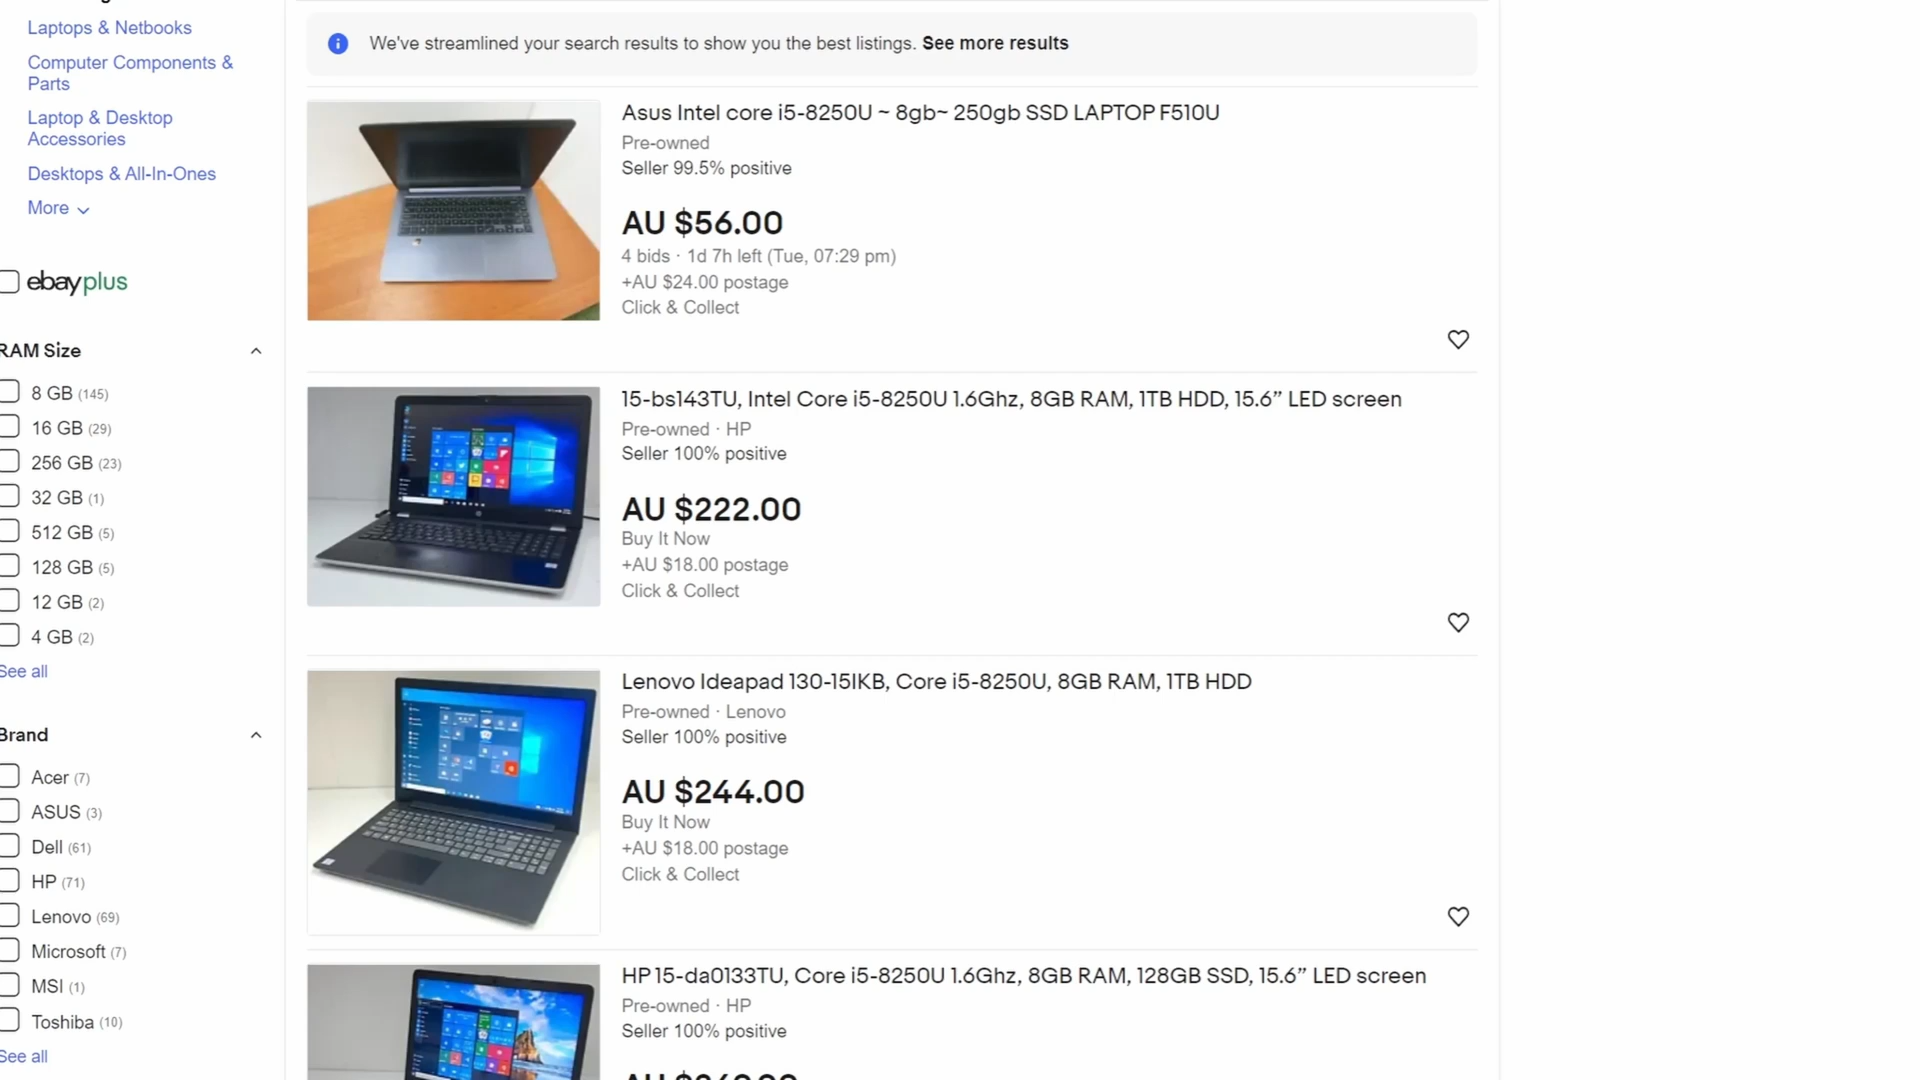 Laptops & Netbooks
Computer Components &
Parts
Laptop & Desktop
Accessories
Desktops & All-In-Ones
More
ebayplus
RAM Size
8 GB (145)
16 GB (29)
256 GB (23)
32 GB (1)
512 GB (5)
128 GB (5)
12 GB (2)
4 GB (2)
See all
Brand
Acer (7)
ASUS (3)
Dell (61)
HP (71)
Lenovo (69)
Microsoft (7)
MSI (1)
Toshiba (10)
See all
We've streamlined your search results to show you the best listings. See more results
Asus Intel core i5-8250U ~ 8gb~ 250gb SSD LAPTOP F510U
Pre-owned
Seller 99.5% positive
AU $56.00
4 bids · 1d 7h left (Tue, 07:29 pm)
+AU $24.00 postage
Click & Collect
15-bs143TU, Intel Core i5-8250U 1.6Ghz, 8GB RAM, 1TB HDD, 15.6” LED screen
Pre-owned · HP
Seller 100% positive
AU $222.00
Buy It Now
+AU $18.00 postage
Click & Collect
Lenovo Ideapad 130-15IKB, Core i5-8250U, 8GB RAM, 1TB HDD
Pre-owned · Lenovo
Seller 100% positive
AU $244.00
Buy It Now
+AU $18.00 postage
Click & Collect
HP 15-da0133TU, Core i5-8250U 1.6Ghz, 8GB RAM, 128GB SSD, 15.6” LED screen
Pre-owned · HP
Seller 100% positive